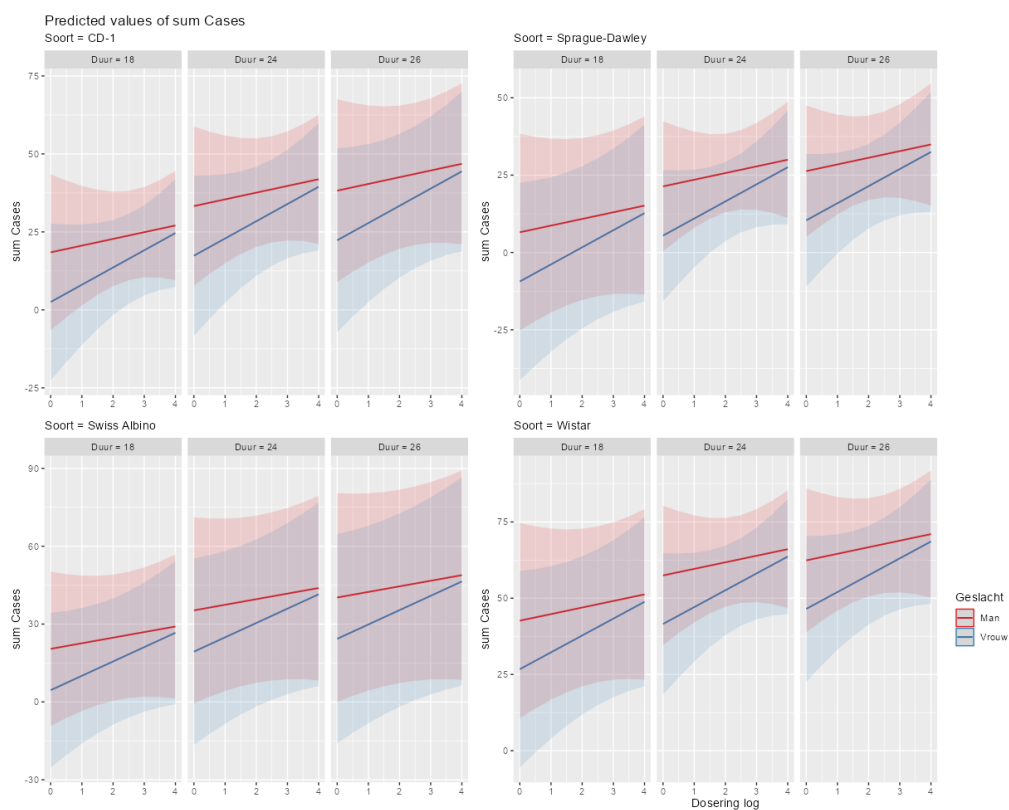 Predicted values of sum Cases
Soort = CD-1
Duur = 18
Duur = 24
Duur = 26
sum Cases
75
50
25
0
-25
0 1 2 3 4
0 1 2 3 4
0 1 2 3 4
Soort = Sprague-Dawley
Duur = 18
Duur = 24
Duur = 26
sum Cases
50
25
0
-25
0 1 2 3 4
0 1 2 3 4
0 1 2 3 4
Soort = Swiss Albino
Duur = 18
Duur = 24
Duur = 26
sum Cases
90
60
30
0
-30
0 1 2 3 4
0 1 2 3 4
0 1 2 3 4
Soort = Wistar
Duur = 18
Duur = 24
Duur = 26
sum Cases
75
50
25
0
0 1 2 3 4
0 1 2 3 4
0 1 2 3 4
Dosering log
Geslacht
Man
Vrouw